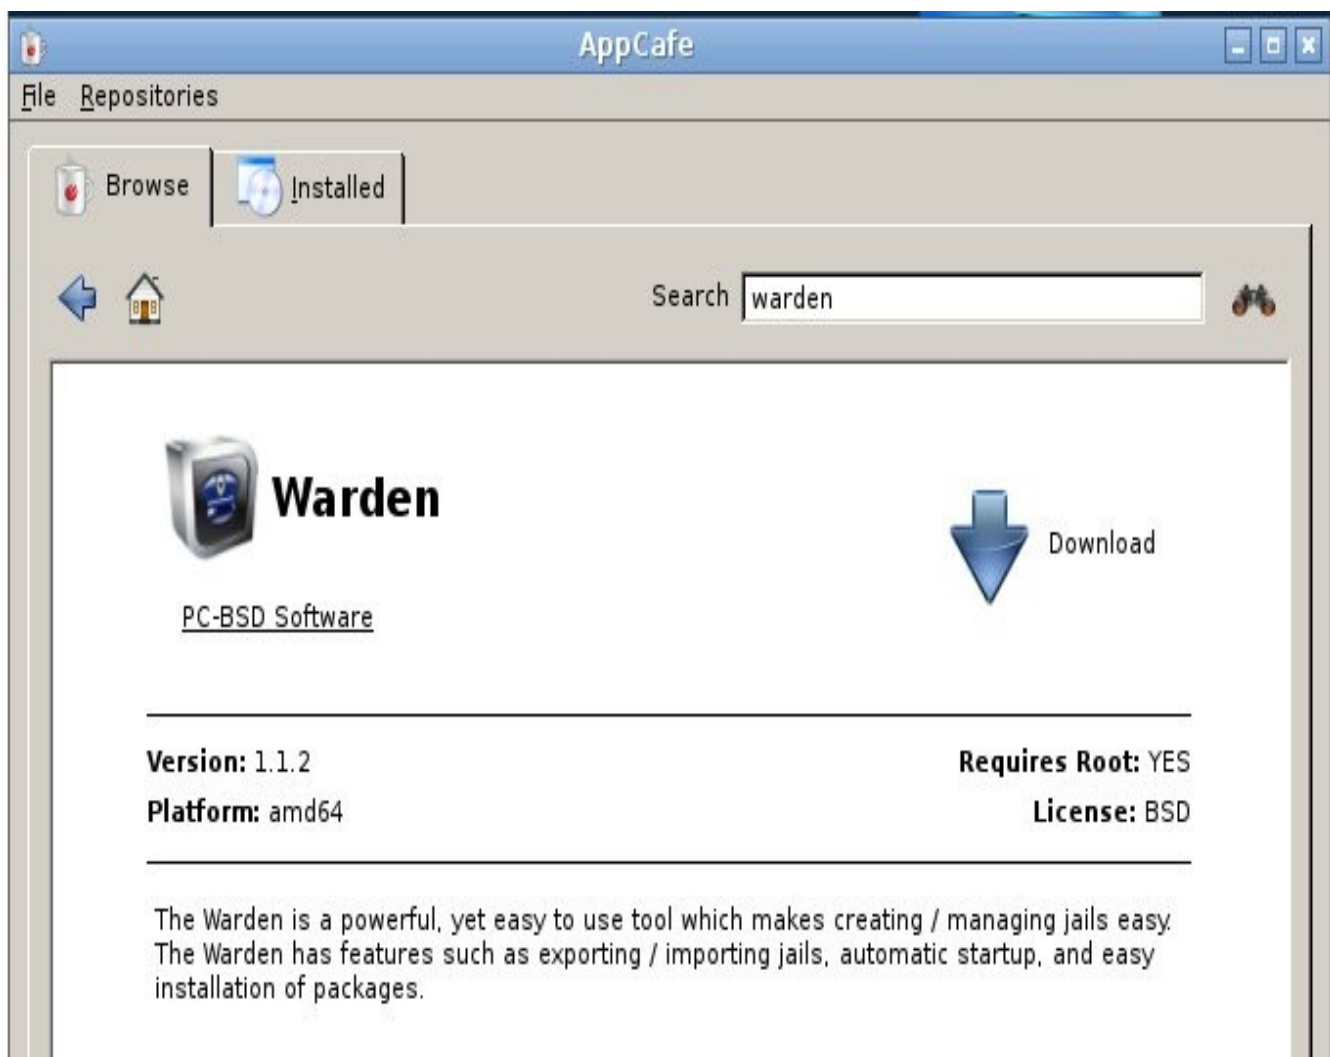 AppCafe
File Repositories
Browse Installed
Search warden
Warden
Download
PC-BSD Software
Version: 1.1.2 Requires Root: YES
Platform: amd64 License: BSD
The Warden is a powerful, yet easy to use tool which makes creating / managing jails easy.
The Warden has features such as exporting / importing jails, automatic startup, and easy
installation of packages.